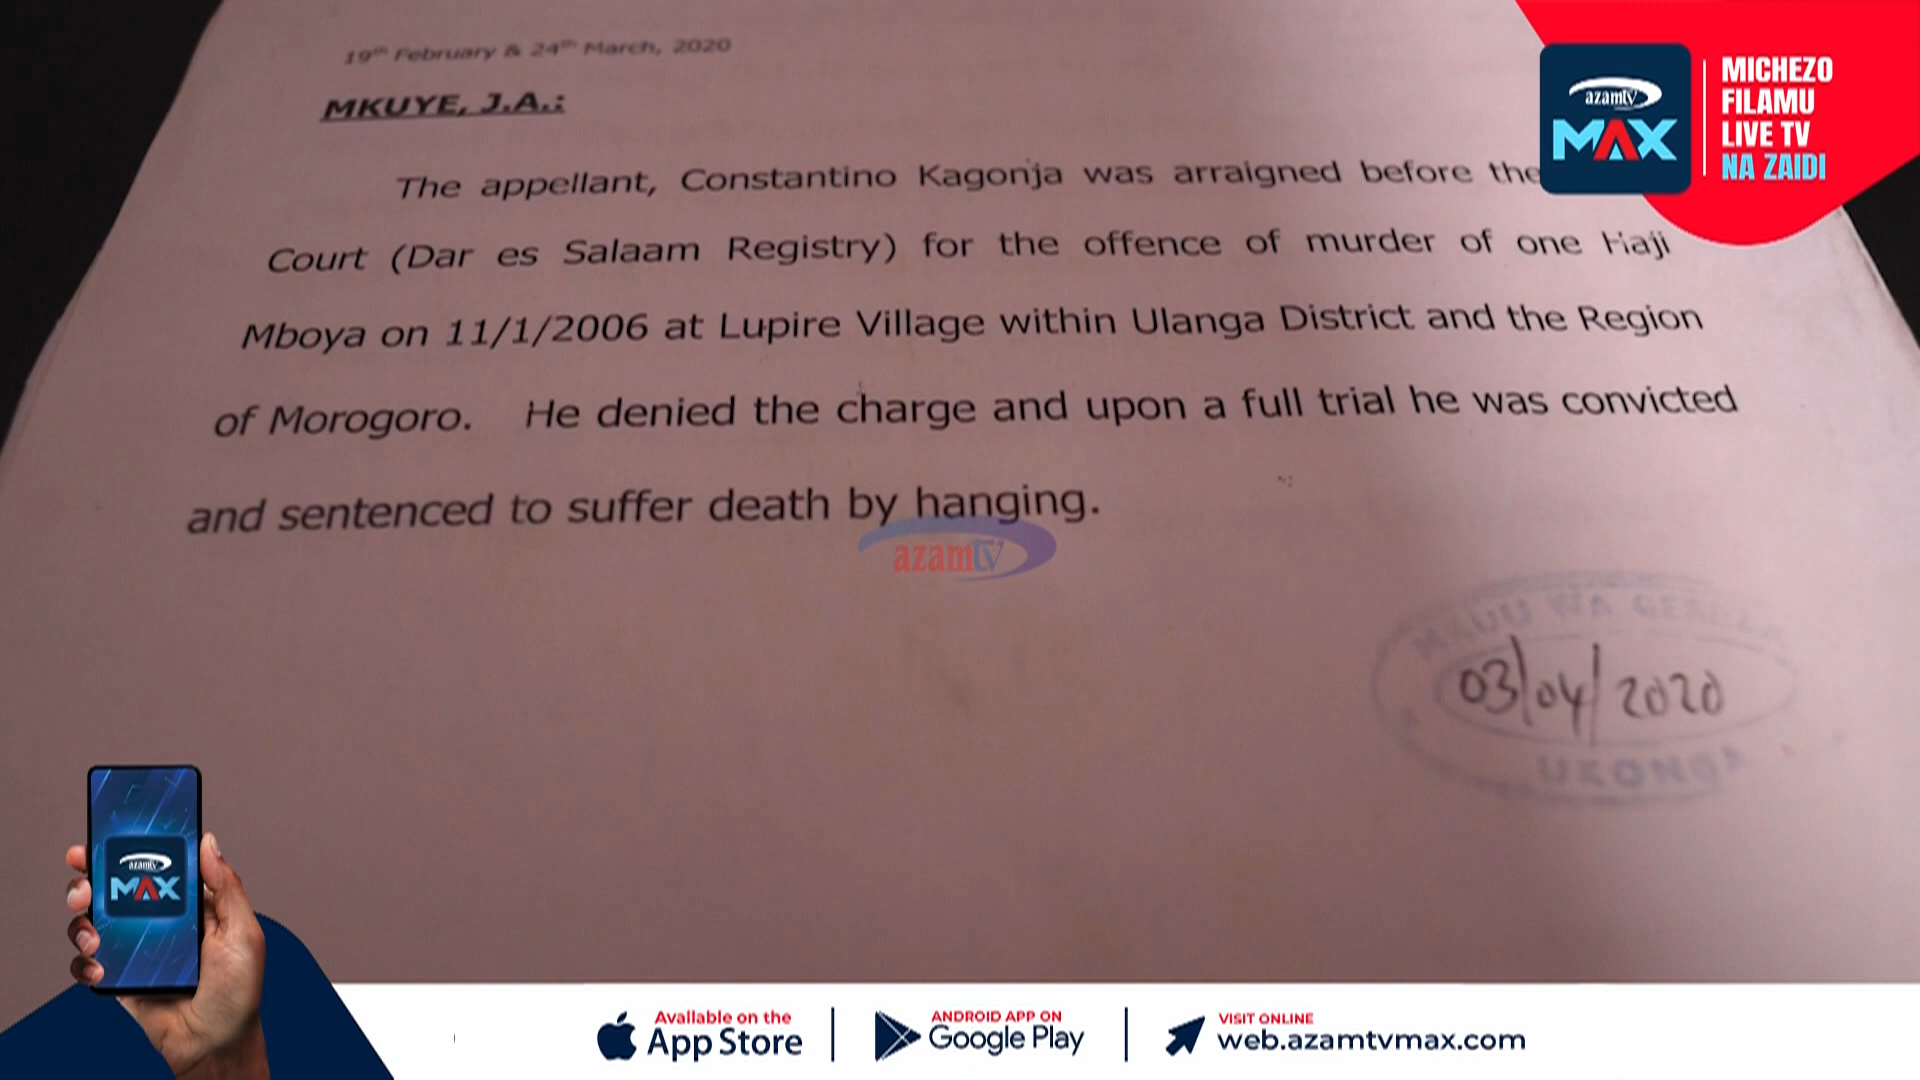 19th February & 24th March, 2020
MKUYE, J.A.:
The appellant, Constantino Kagonja was arraigned before the
Court (Dar es Salaam Registry) for the offence of murder of one Haji
Mboya on 11/1/2006 at Lupire Village within Ulanga District and the Region
of Morogoro. He denied the charge and upon a full trial he was convicted
and sentenced to suffer death by hanging.
azamtv
WA
03/04/2020
UKONGA
azamtv
MAX
MICHEZO
FILAMU
LIVE TV
NA ZAIDI
azamtv
MAX
Available on the
App Store
ANDROID APP ON
Google Play
VISIT ONLINE
web.azamtvmax.com